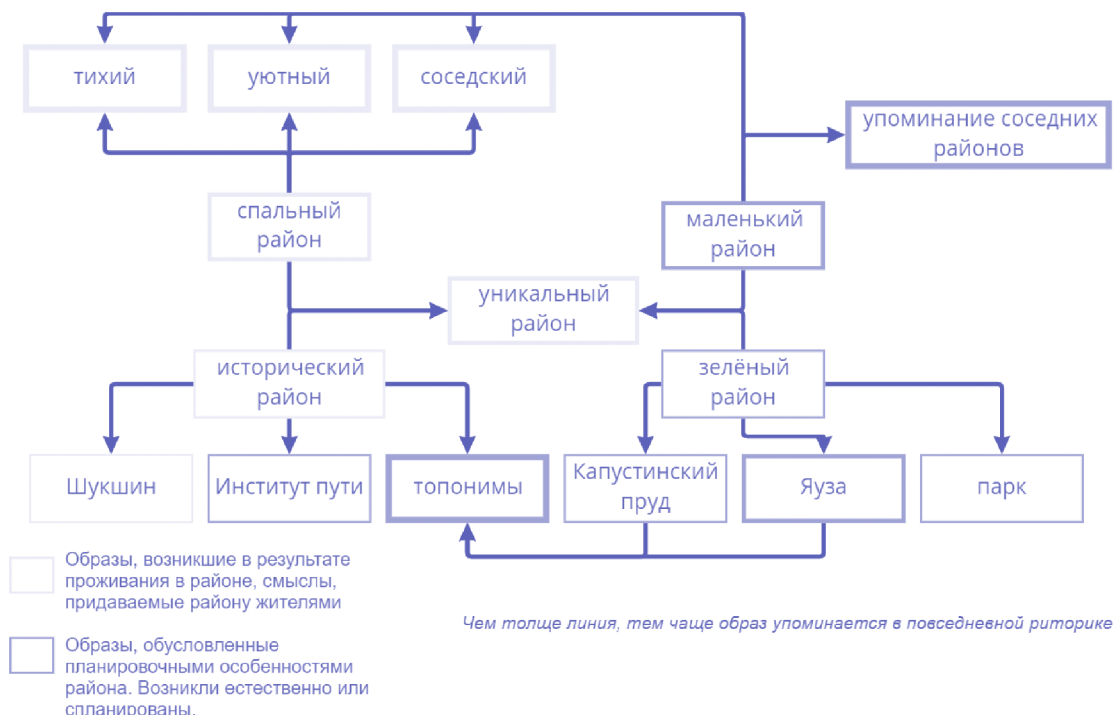 тихий
уютный
соседский
упоминание соседних
районов
спальный
район
маленький
район
уникальный
район
исторический
район
зелёный
район
Шукшин
Институт пути
топонимы
Капустинский
пруд
Яуза
парк
Образы, возникшие в результате
проживания в районе, смыслы,
придаваемые району жителями
Чем толще линия, тем чаще образ упоминается в повседневной риторике
Образы, обусловленные
планировочными особенностями
района. Возникли естественно или
спланированы.